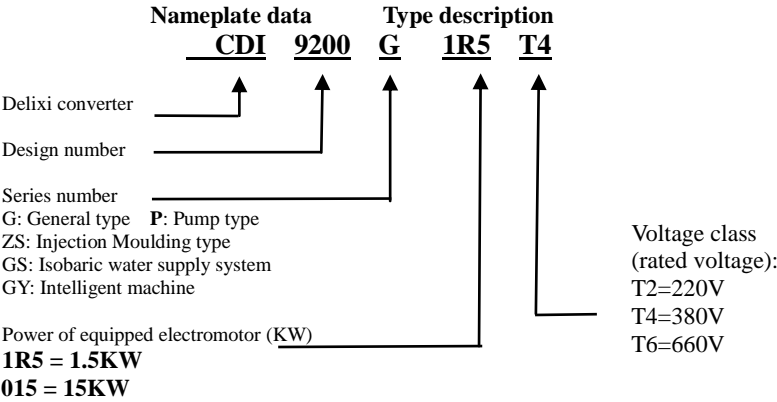 Nameplate data Type description
CDI 9200 G 1R5 T4
Delixi converter
Design number
Series number
G: General type P: Pump type
ZS: Injection Moulding type
GS: Isobaric water supply system
GY: Intelligent machine
Power of equipped electromotor (KW)
1R5 = 1.5KW
015 = 15KW
Voltage class
(rated voltage):
T2=220V
T4=380V
T6=660V